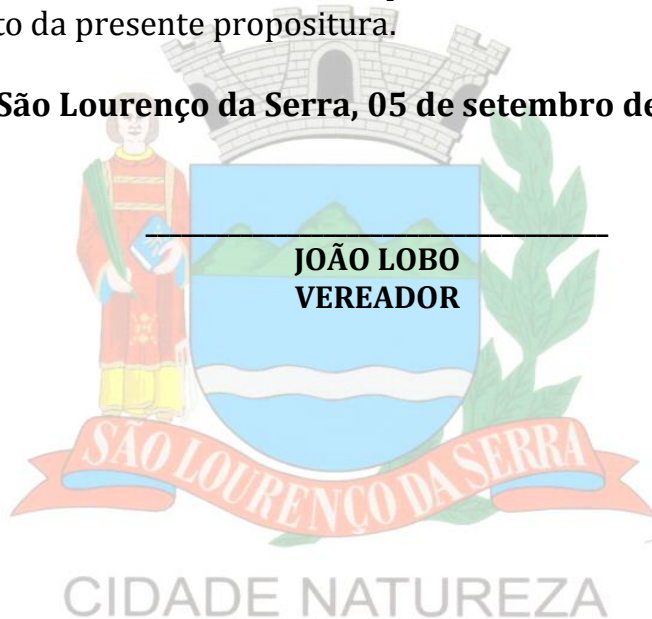 to da presente propositura.
São Lourenço da Serra, 05 de setembro de
JOÃO LOBO
VEREADOR
SÃO LOURENÇO DA SERRA
CIDADE NATUREZA